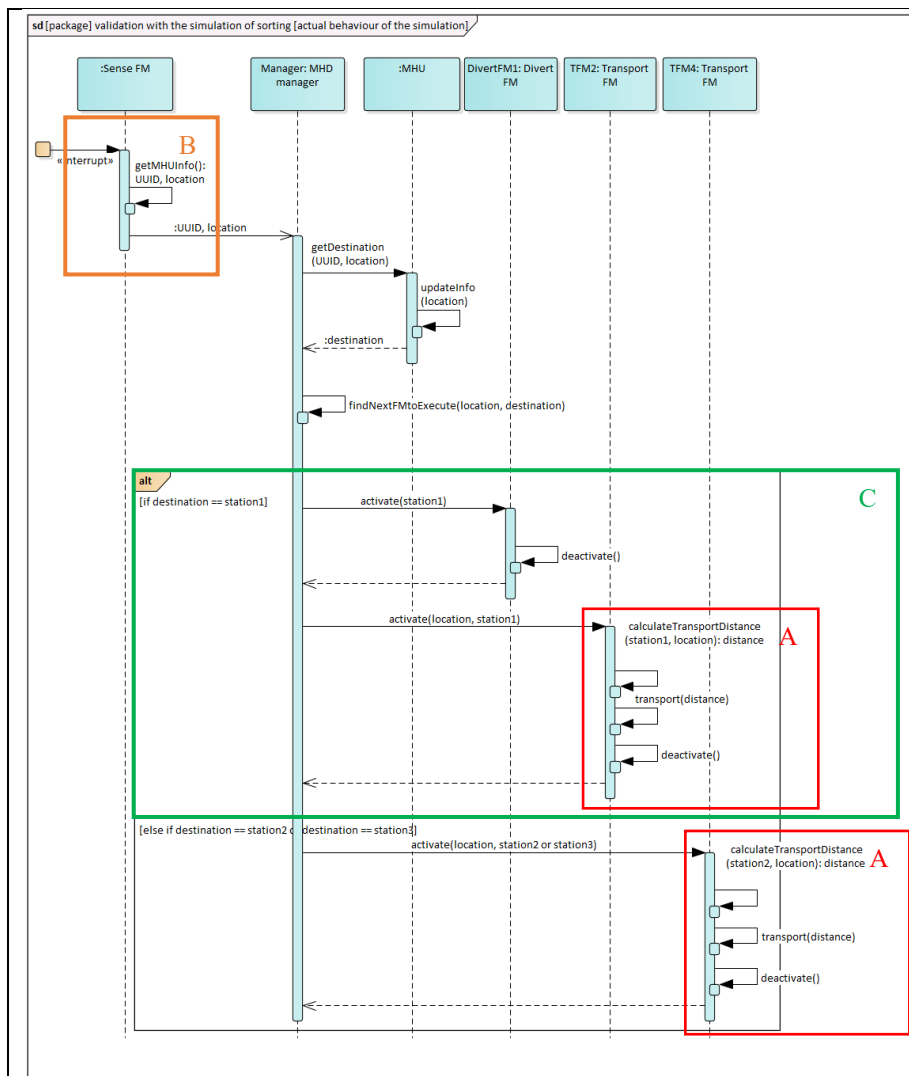 sd [package] validation with the simulation of sorting [actual behaviour of the simulation]
:Sense FM
Manager: MHD
manager
:MHU
DivertFM1: Divert
FM
TFM2: Transport
FM
TFM4: Transport
FM
B
«interrupt»
getMHUInfo():
UUID, location
:UUID, location
getDestination
(UUID, location)
updateInfo
(location)
:destination
findNextFMtoExecute(location, destination)
alt
C
[if destination == station1]
activate(station1)
deactivate()
activate(location, station1)
calculateTransportDistance
(station1, location): distance
A
transport(distance)
deactivate()
[else if destination == station2 or destination == station3]
activate(location, station2 or station3)
calculateTransportDistance
(station2, location): distance
A
transport(distance)
deactivate()